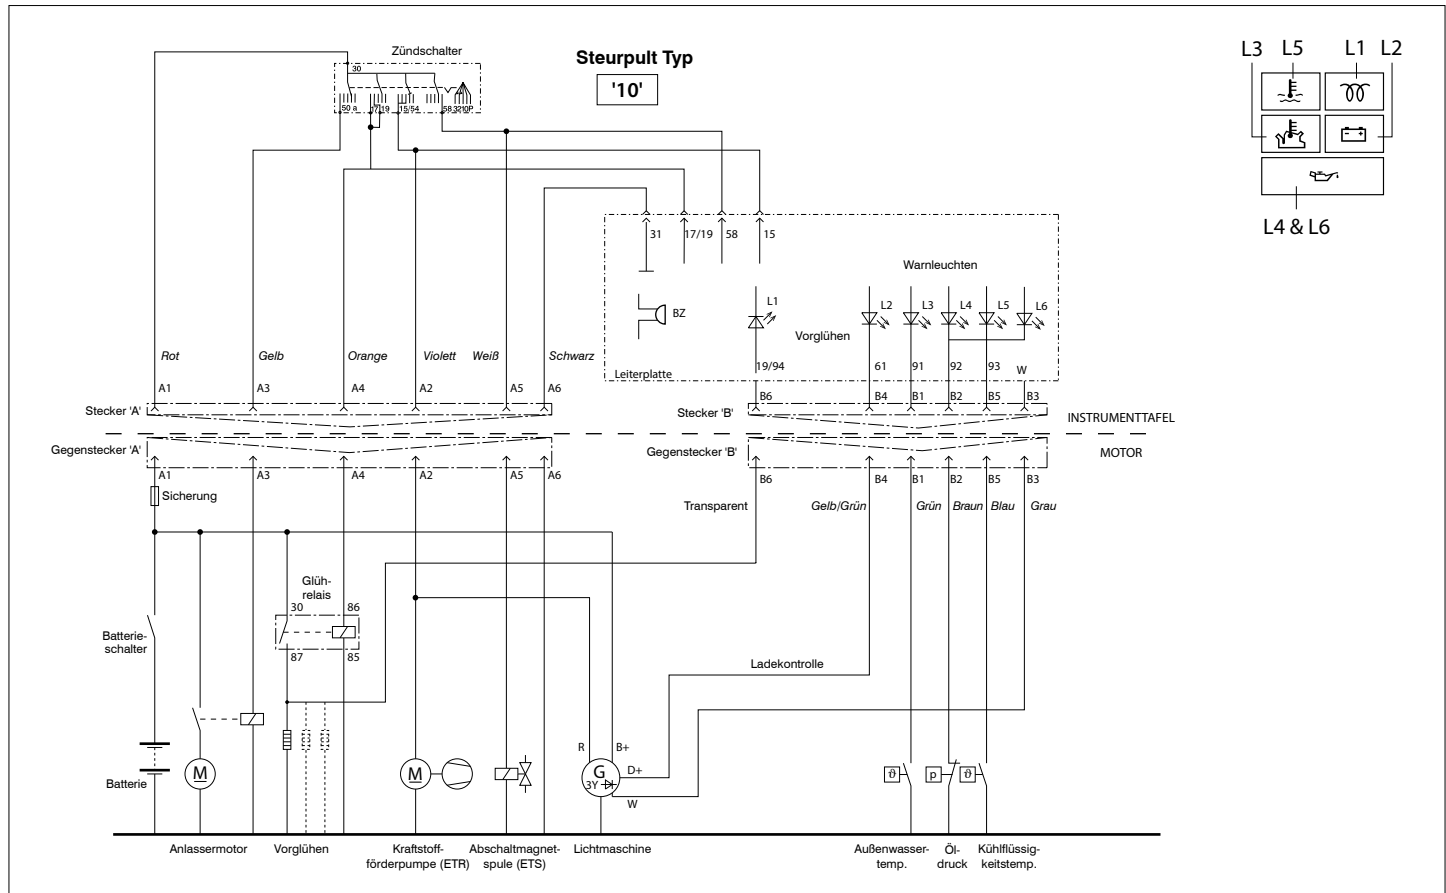 Zündschalter
Steurpult Typ
'10'
L3 L5 L1 L2
L4 & L6
30
50 a 17 19 15/54 58 3210P
31 17/19 58 15
Warnleuchten
BZ
L1 L2 L3 L4 L5 L6
Vorglühen
19/94 61 91 92 93 W
Leiterplatte
Rot Gelb Orange Violett Weiß Schwarz
A1 A3 A4 A2 A5 A6
B6 B4 B1 B2 B5 B3
Stecker 'A'
Stecker 'B'
INSTRUMENTTAFEL
Gegenstecker 'A'
Gegenstecker 'B'
MOTOR
A1 A3 A4 A2 A5 A6
B6 B4 B1 B2 B5 B3
Sicherung
Transparent Gelb/Grün Grün Braun Blau Grau
Glüh-
relais
30 86
87 85
Batterie-
schalter
Ladekontrolle
R B+
M M G D+
3Y W
ϑ p ϑ
Batterie
Anlassermotor Vorglühen
Kraftstoff-
förderpumpe (ETR)
Abschaltmagnet-
spule (ETS)
Lichtmaschine
Außenwasser-
temp.
Öl-
druck
Kühlflüssig-
keitstemp.